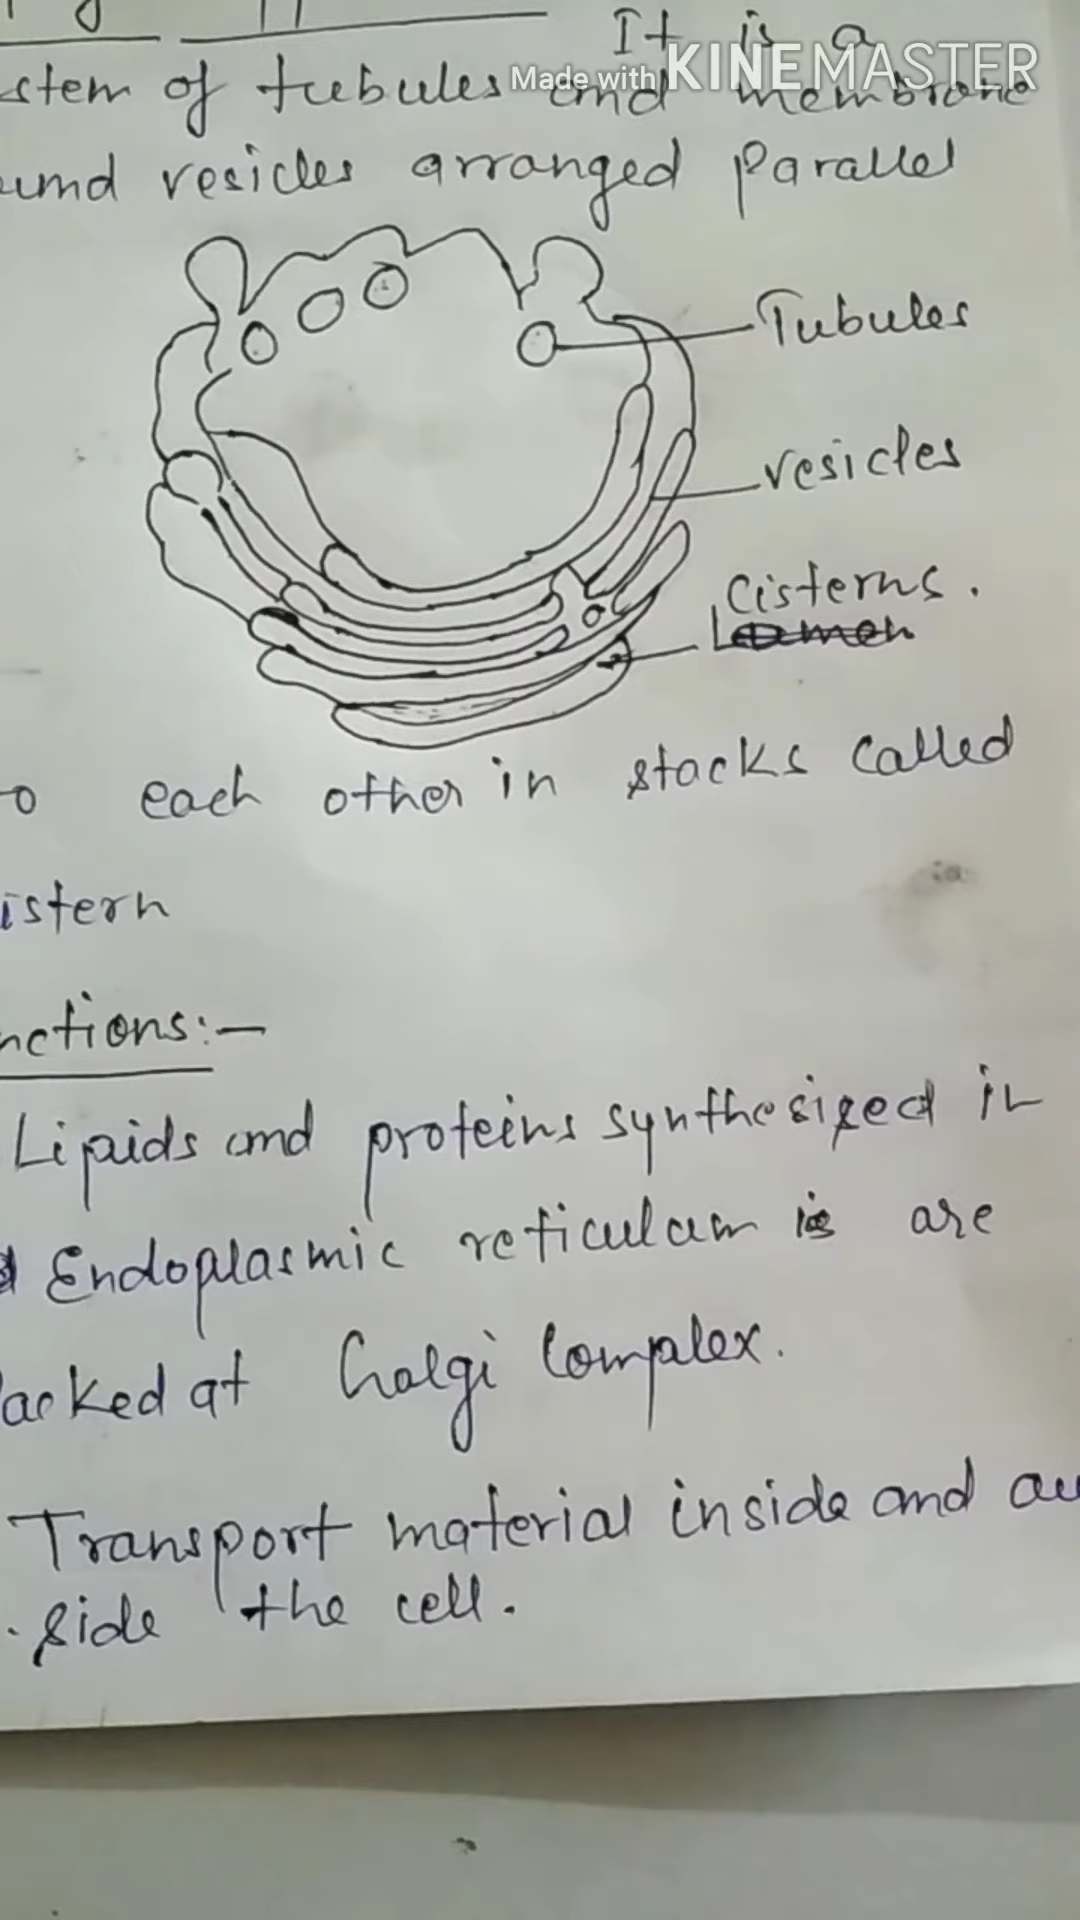 It is a
Made with KINEMASTER
stem of tubules and membrane
ound vesicles arranged parallel
Tubules
vesicles
Cisterns.
Lumen
to each other in stacks called
istern
nctions:-
Lipids and proteins synthesized in
Endoplasmic reticulum is are
acked at Golgi Complex.
Transport material inside and ou
side the cell.